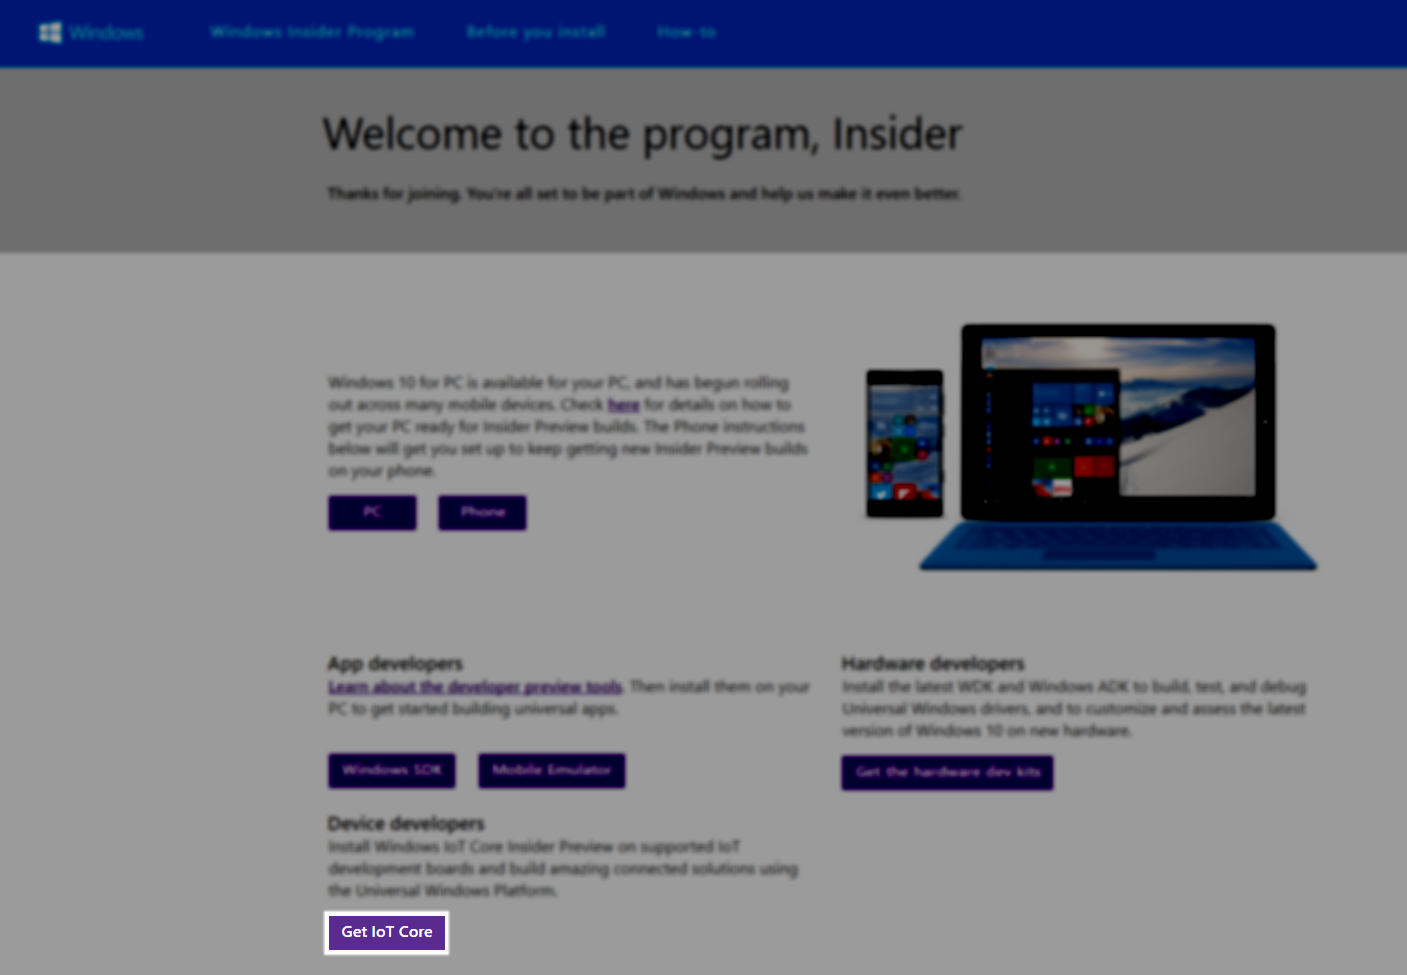 Windows
Windows Insider Program
Before you install
How-to
Welcome to the program, Insider
Thanks for joining. You're all set to be part of Windows and help us make it even better.
Windows 10 for PC is available for your PC, and has begun rolling
out across many mobile devices. Check here for details on how to
get your PC ready for Insider Preview builds. The Phone instructions
below will get you set up to keep getting new Insider Preview builds
on your phone.
PC
Phone
App developers
Learn about the developer preview tools. Then install them on your
PC to get started building universal apps.
Windows SDK
Mobile Emulator
Hardware developers
Install the latest WDK and Windows ADK to build, test, and debug
Universal Windows drivers, and to customize and assess the latest
version of Windows 10 on new hardware.
Get the hardware dev kits
Device developers
Install Windows IoT Core Insider Preview on supported IoT
development boards and build amazing connected solutions using
the Universal Windows Platform.
Get IoT Core